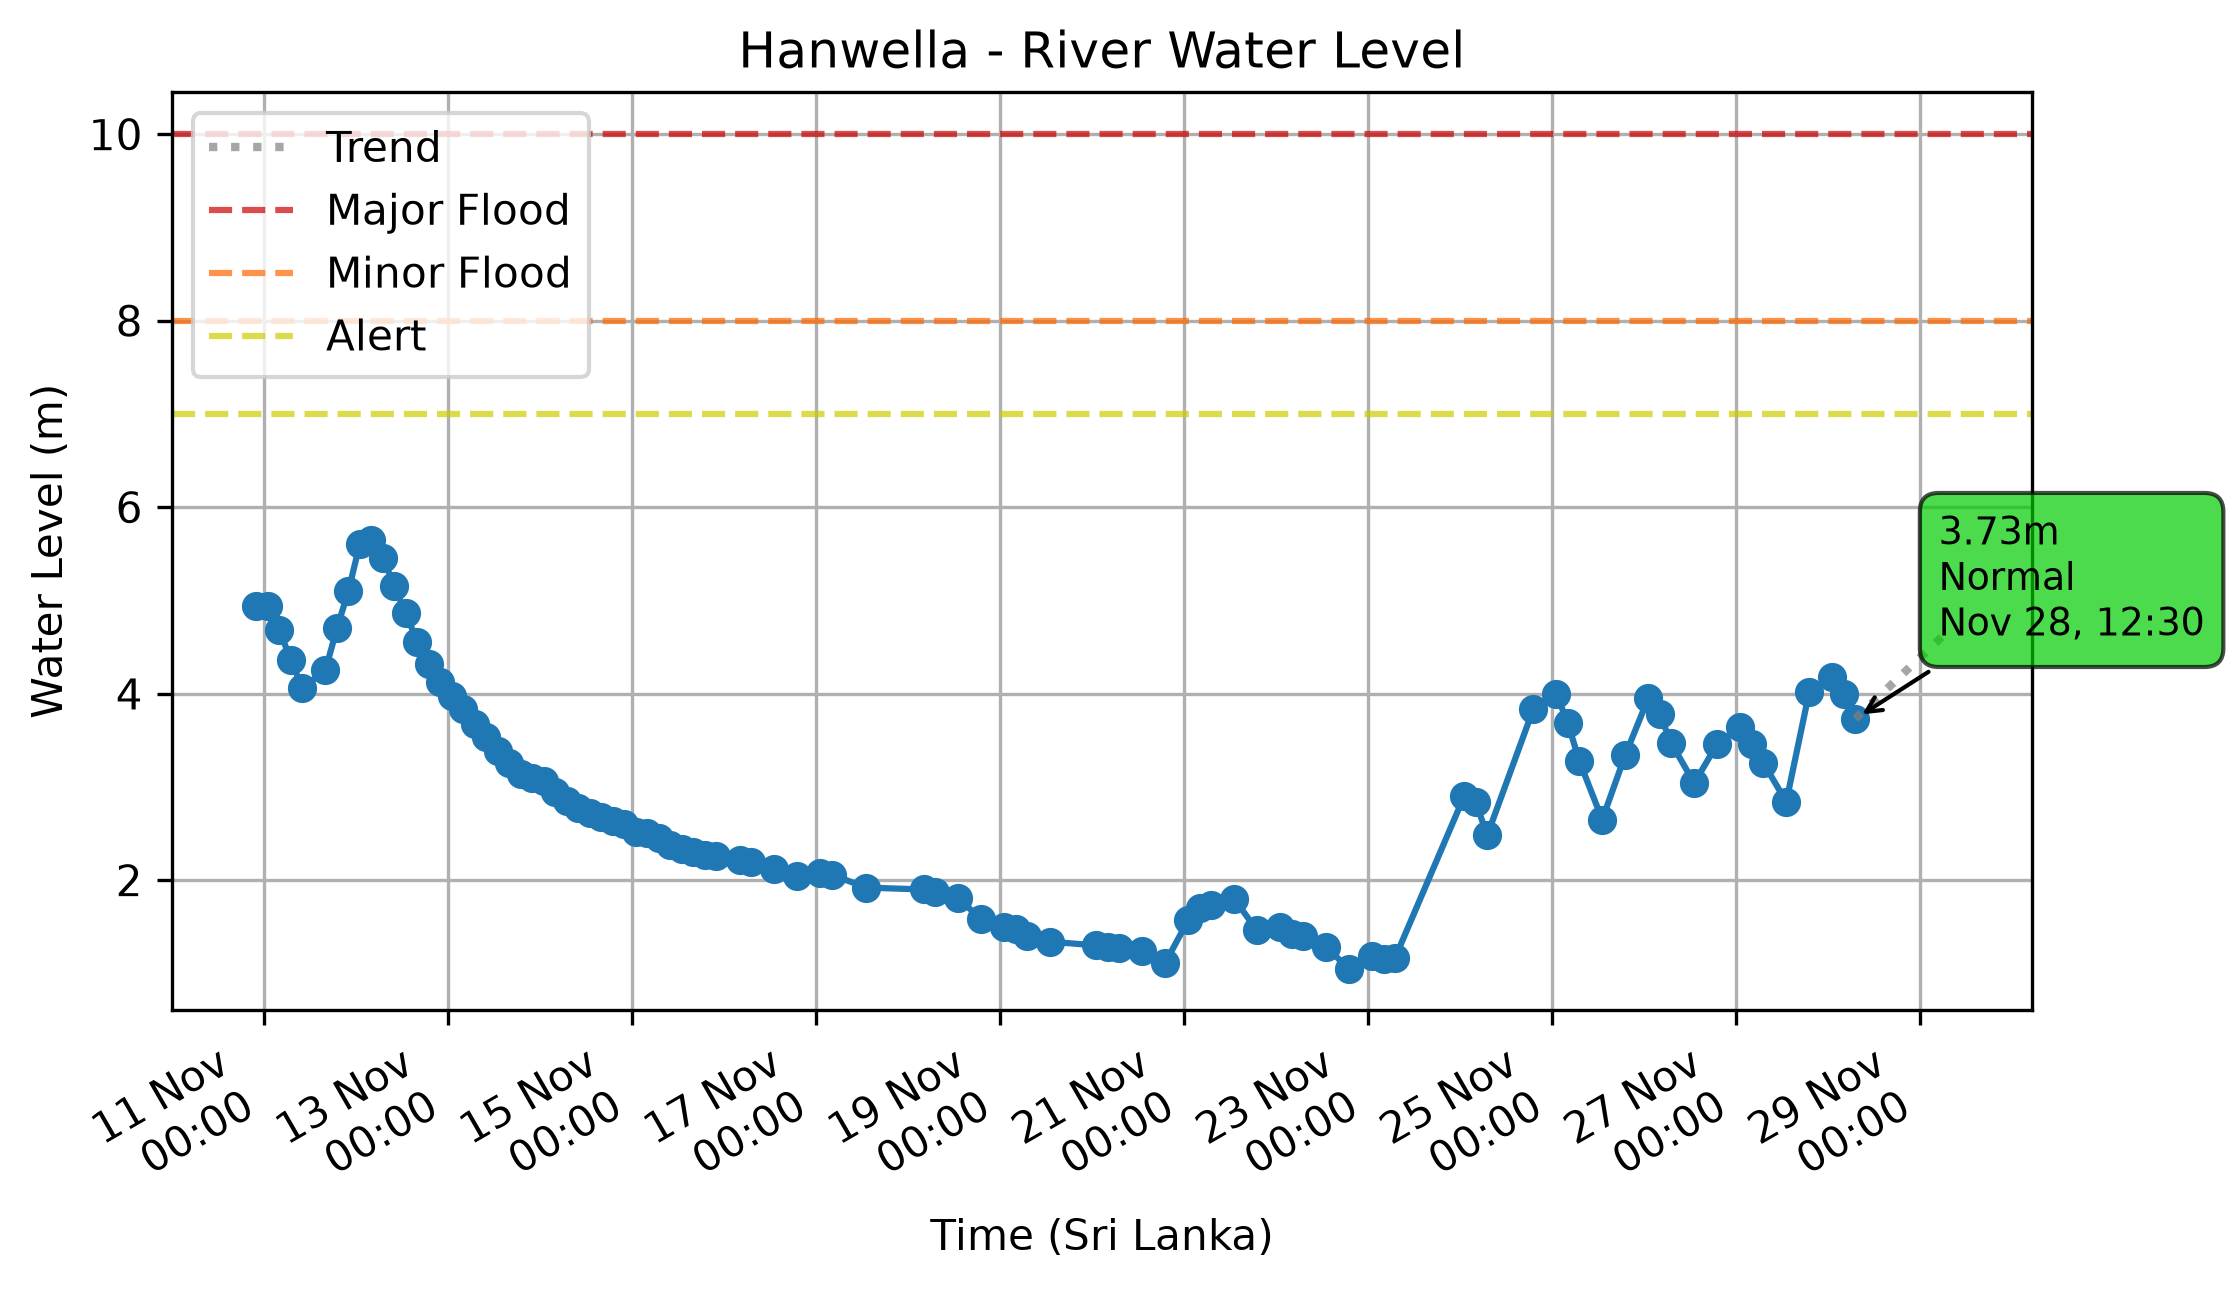 Hanwella - River Water Level
Trend
Major Flood
Minor Flood
Alert
Water Level (m)
10
8
6
4
2
3.73m
Normal
Nov 28, 12:30
11 Nov
00:00
13 Nov
00:00
15 Nov
00:00
17 Nov
00:00
19 Nov
00:00
21 Nov
00:00
23 Nov
00:00
25 Nov
00:00
27 Nov
00:00
29 Nov
00:00
Time (Sri Lanka)